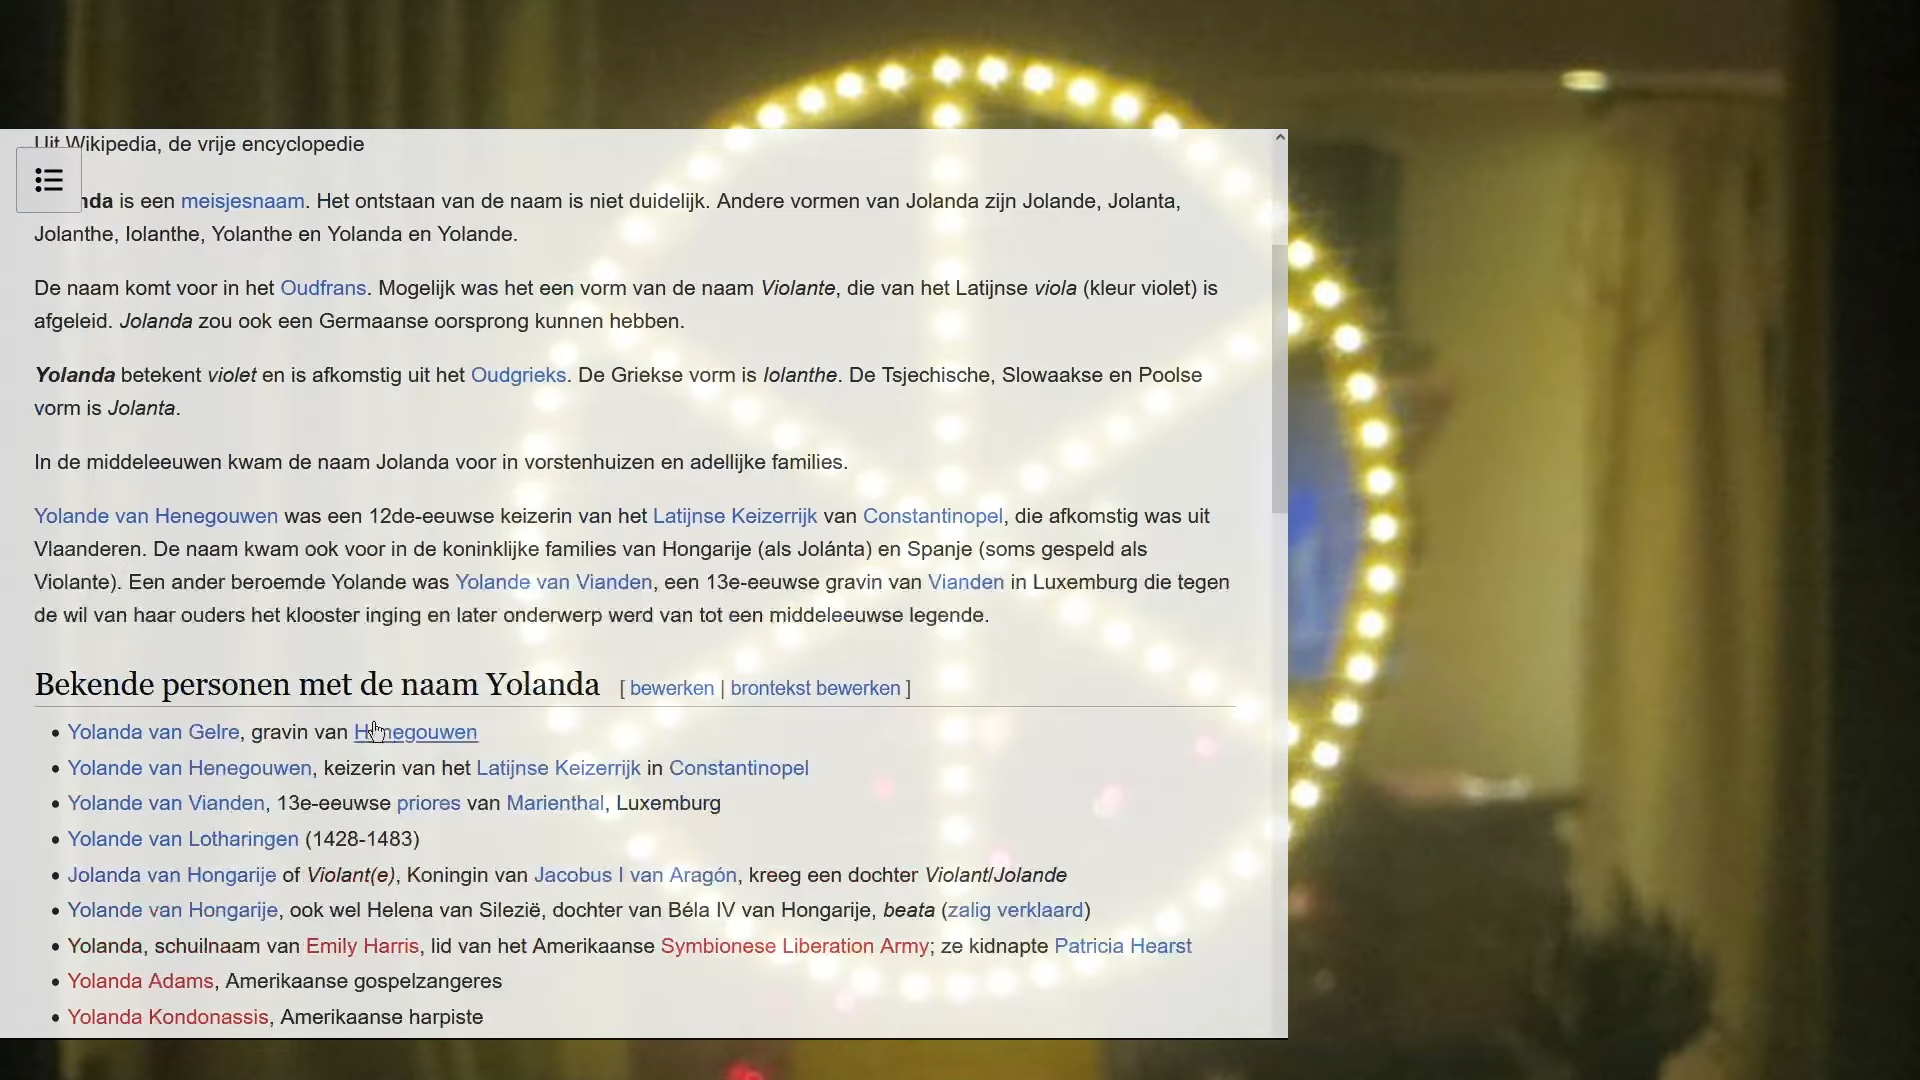 Uit Wikipedia, de vrije encyclopedie
nda is een meisjesnaam. Het ontstaan van de naam is niet duidelijk. Andere vormen van Jolanda zijn Jolande, Jolanta,
Jolanthe, Iolanthe, Yolanthe en Yolanda en Yolande.
De naam komt voor in het Oudfrans. Mogelijk was het een vorm van de naam Violante, die van het Latijnse viola (kleur violet) is
afgeleid. Jolanda zou ook een Germaanse oorsprong kunnen hebben.
Yolanda betekent violet en is afkomstig uit het Oudgrieks. De Griekse vorm is Iolanthe. De Tsjechische, Slowaakse en Poolse
vorm is Jolanta.
In de middeleeuwen kwam de naam Jolanda voor in vorstenhuizen en adellijke families.
Yolande van Henegouwen was een 12de-eeuwse keizerin van het Latijnse Keizerrijk van Constantinopel, die afkomstig was uit
Vlaanderen. De naam kwam ook voor in de koninklijke families van Hongarije (als Jolánta) en Spanje (soms gespeld als
Violante). Een ander beroemde Yolande was Yolande van Vianden, een 13e-eeuwse gravin van Vianden in Luxemburg die tegen
de wil van haar ouders het klooster inging en later onderwerp werd van tot een middeleeuwse legende.
Bekende personen met de naam Yolanda [ bewerken | brontekst bewerken ]
• Yolanda van Gelre, gravin van Henegouwen
• Yolande van Henegouwen, keizerin van het Latijnse Keizerrijk in Constantinopel
• Yolande van Vianden, 13e-eeuwse priores van Marienthal, Luxemburg
• Yolande van Lotharingen (1428-1483)
• Jolanda van Hongarije of Violant(e), Koningin van Jacobus I van Aragón, kreeg een dochter Violant/Jolande
• Yolande van Hongarije, ook wel Helena van Silezië, dochter van Béla IV van Hongarije, beata (zalig verklaard)
• Yolanda, schuilnaam van Emily Harris, lid van het Amerikaanse Symbionese Liberation Army; ze kidnapte Patricia Hearst
• Yolanda Adams, Amerikaanse gospelzangeres
• Yolanda Kondonassis, Amerikaanse harpiste